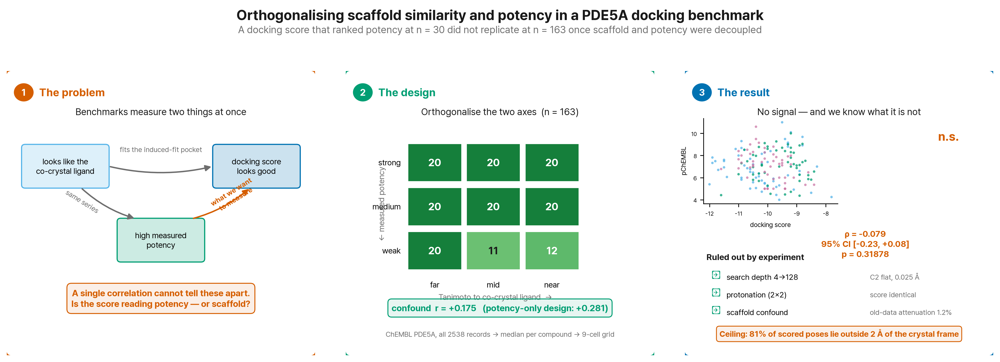 Orthogonalising scaffold similarity and potency in a PDE5A docking benchmark
A docking score that ranked potency at n = 30 did not replicate at n = 163 once scaffold and potency were decoupled
1 The problem
Benchmarks measure two things at once
looks like the
co-crystal ligand
fits the induced-fit pocket
docking score
looks good
same series
what we want
to measure
high measured
potency
A single correlation cannot tell these apart.
Is the score reading potency — or scaffold?
2 The design
Orthogonalise the two axes (n = 163)
← measured potency
strong 20 20 20
medium 20 20 20
weak 20 11 12
far mid near
Tanimoto to co-crystal ligand →
confound r = +0.175 (potency-only design: +0.281)
ChEMBL PDE5A, all 2538 records → median per compound → 9-cell grid
3 The result
No signal — and we know what it is not
n.s.
pChEMBL
10
8
6
4
-12 -11 -10 -9 -8
docking score
ρ = -0.079
95% CI [-0.23, +0.08]
p = 0.31878
Ruled out by experiment
search depth 4→128 C2 flat, 0.025 Å
protonation (2×2) score identical
scaffold confound old-data attenuation 1.2%
Ceiling: 81% of scored poses lie outside 2 Å of the crystal frame